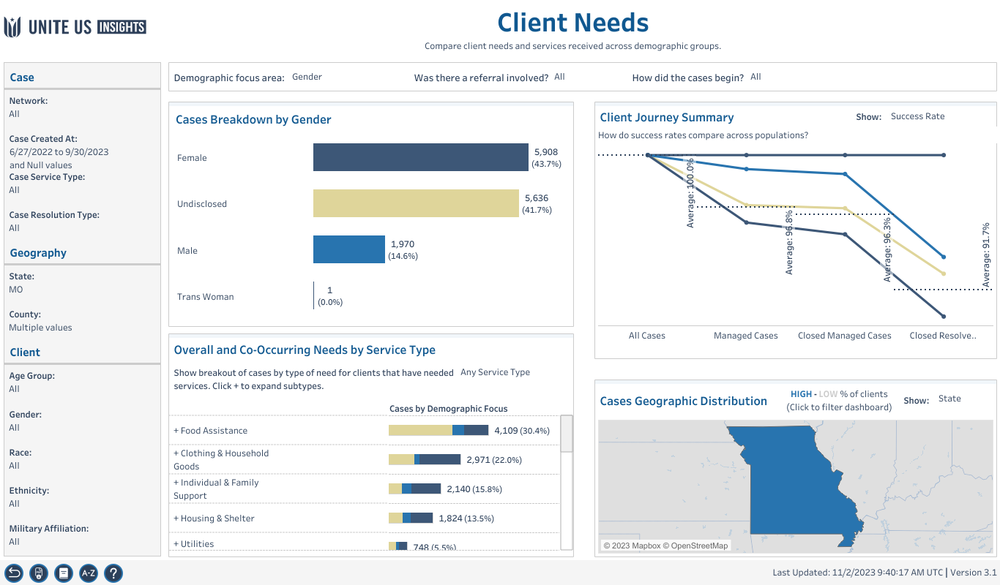 UNITE US INSIGHTS
Client Needs
Compare client needs and services received across demographic groups.
Case
Network:
All
Case Created At:
6/27/2022 to 9/30/2023
and Null values
Case Service Type:
All
Case Resolution Type:
All
Geography
State:
MO
County:
Multiple values
Client
Age Group:
All
Gender:
All
Race:
All
Ethnicity:
All
Military Affiliation:
All
Demographic focus area: Gender
Was there a referral involved? All
How did the cases begin? All
Cases Breakdown by Gender
Female
5,908
(43.7%)
Undisclosed
5,636
(41.7%)
Male
1,970
(14.6%)
Trans Woman
1
(0.0%)
Overall and Co-Occurring Needs by Service Type
Show breakout of cases by type of need for clients that have needed Any Service Type
services. Click + to expand subtypes.
Cases by Demographic Focus
+ Food Assistance
4,109 (30.4%)
+ Clothing & Household
Goods
2,971 (22.0%)
+ Individual & Family
Support
2,140 (15.8%)
+ Housing & Shelter
1,824 (13.5%)
+ Utilities
748 (5.5%)
Client Journey Summary
Show: Success Rate
How do success rates compare across populations?
Average: 100.0%
Average: 96.8%
Average: 96.3%
Average: 91.7%
All Cases
Managed Cases
Closed Managed Cases
Closed Resolve..
Cases Geographic Distribution
HIGH - LOW % of clients
(Click to filter dashboard)
Show: State
© 2023 Mapbox © OpenStreetMap
A-Z
?
Last Updated: 11/2/2023 9:40:17 AM UTC | Version 3.1